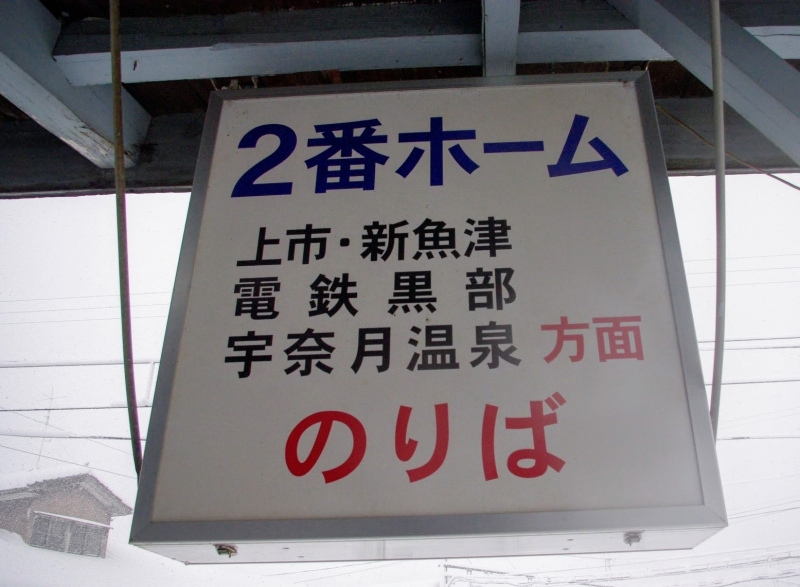 2番ホーム
上市・新魚津
電鉄黒部
宇奈月温泉 方面
のりば